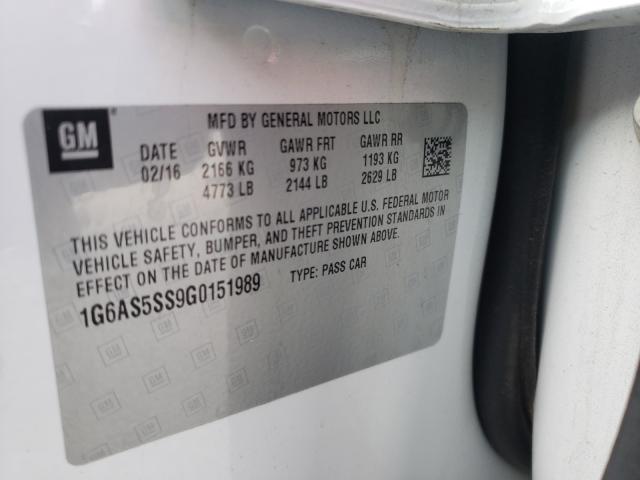 GM
MFD BY GENERAL MOTORS LLC
DATE GVWR GAWR FRT GAWR RR
02/16 2166 KG 973 KG 1193 KG
4773 LB 2144 LB 2629 LB
THIS VEHICLE CONFORMS TO ALL APPLICABLE U.S. FEDERAL MOTOR
VEHICLE SAFETY, BUMPER, AND THEFT PREVENTION STANDARDS IN
EFFECT ON THE DATE OF MANUFACTURE SHOWN ABOVE.
1G6AS5SS9G0151989 TYPE: PASS CAR